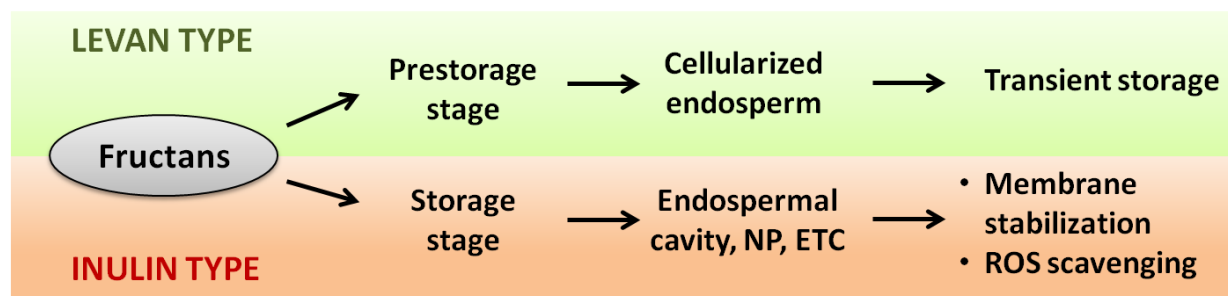 LEVAN TYPE
Fructans
Prestorage
stage
Cellularized
endosperm
Transient storage
Storage
stage
Endospermal
cavity, NP, ETC
• Membrane
stabilization
• ROS scavenging
INULIN TYPE